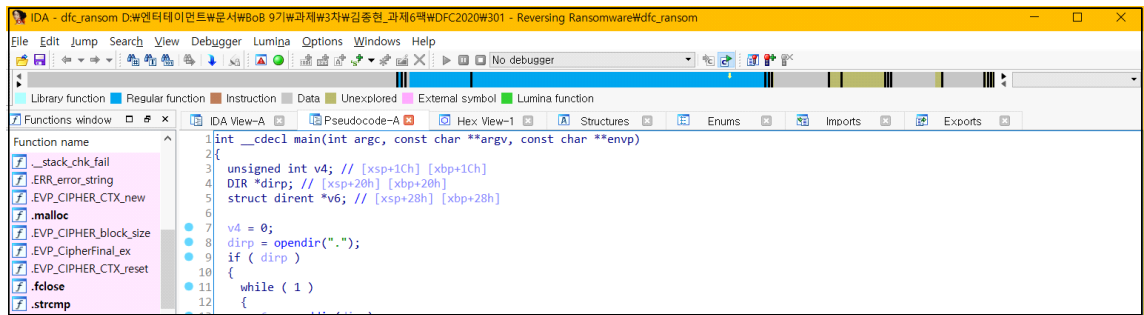 IDA - dfc_ransom D:₩엔터테이먼트₩문서₩BoB 9기₩과제₩3차₩김종현_과제6팩₩DFC2020₩301 - Reversing Ransomware₩dfc_ransom
File Edit Jump Search View Debugger Lumina Options Windows Help
No debugger
Library function Regular function Instruction Data Unexplored External symbol Lumina function
Functions window IDA View-A Pseudocode-A Hex View-1 Structures Enums Imports Exports
Function name
.__stack_chk_fail
.ERR_error_string
.EVP_CIPHER_CTX_new
.malloc
.EVP_CIPHER_block_size
.EVP_CipherFinal_ex
.EVP_CIPHER_CTX_reset
.fclose
.strcmp
1 int __cdecl main(int argc, const char **argv, const char **envp)
2 {
3 unsigned int v4; // [xsp+1Ch] [xbp+1Ch]
4 DIR *dirp; // [xsp+20h] [xbp+20h]
5 struct dirent *v6; // [xsp+28h] [xbp+28h]
6
7 v4 = 0;
8 dirp = opendir(".");
9 if ( dirp )
10 {
11 while ( 1 )
12 {